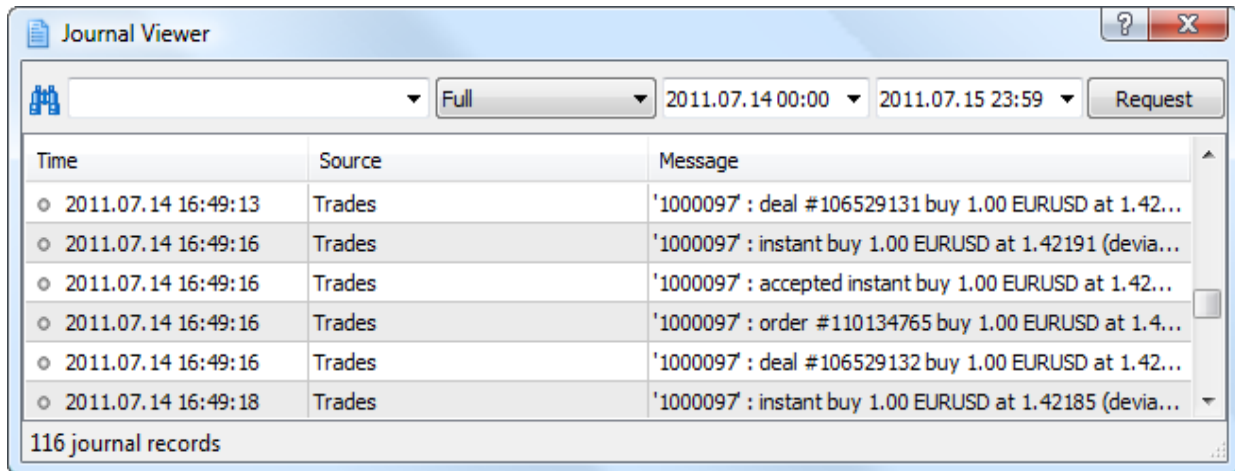 Journal Viewer
Full 2011.07.14 00:00 2011.07.15 23:59 Request
Time Source Message
2011.07.14 16:49:13 Trades '1000097' : deal #106529131 buy 1.00 EURUSD at 1.42...
2011.07.14 16:49:16 Trades '1000097' : instant buy 1.00 EURUSD at 1.42191 (devia...
2011.07.14 16:49:16 Trades '1000097' : accepted instant buy 1.00 EURUSD at 1.42...
2011.07.14 16:49:16 Trades '1000097' : order #110134765 buy 1.00 EURUSD at 1.4...
2011.07.14 16:49:16 Trades '1000097' : deal #106529132 buy 1.00 EURUSD at 1.42...
2011.07.14 16:49:18 Trades '1000097' : instant buy 1.00 EURUSD at 1.42185 (devia...
116 journal records